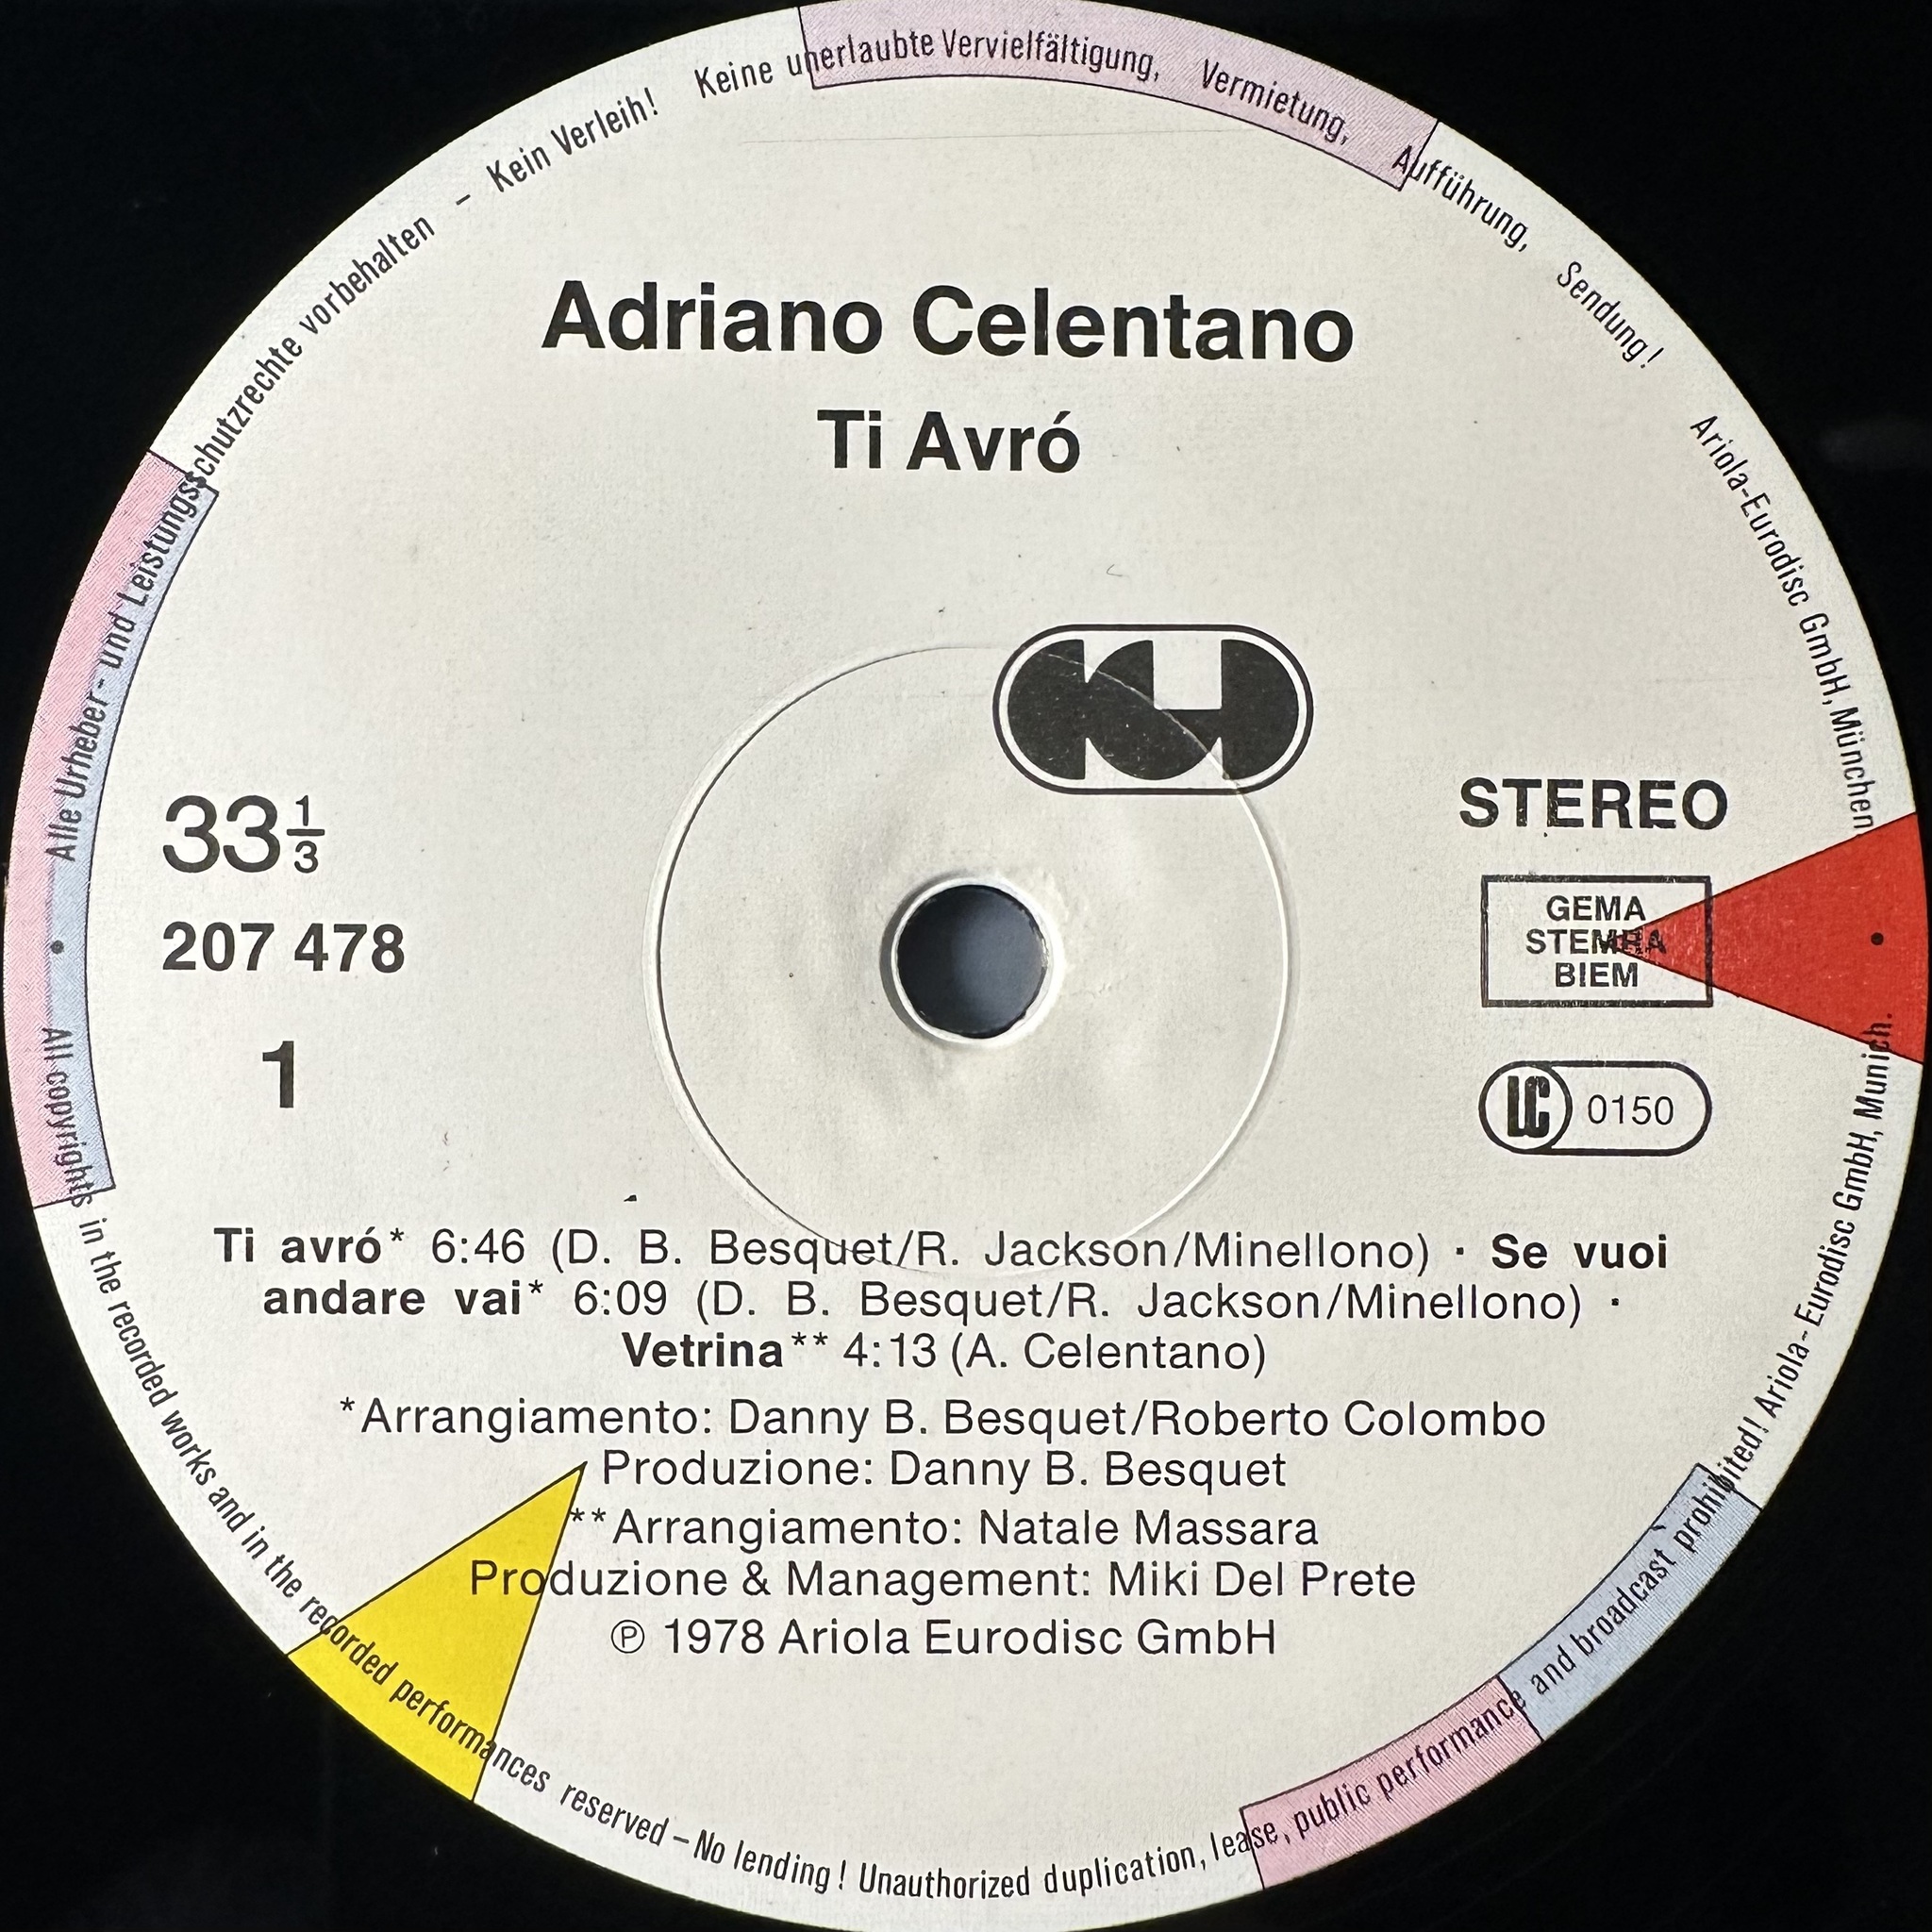 Alle Urheber- und Leistungsschutzrechte vorbehalten – Kein Verleih! Keine unerlaubte Vervielfältigung, Vermietung, Aufführung, Sendung! Ariola-Eurodisc GmbH, München
Adriano Celentano
Ti Avró
33 1/3
STEREO
207 478
GEMA
STEMRA
BIEM
1
LC 0150
Ti avró* 6:46 (D. B. Besquet/R. Jackson/Minellono) · Se vuoi
andare vai* 6:09 (D. B. Besquet/R. Jackson/Minellono) ·
Vetrina** 4:13 (A. Celentano)
*Arrangiamento: Danny B. Besquet/Roberto Colombo
Produzione: Danny B. Besquet
**Arrangiamento: Natale Massara
Produzione & Management: Miki Del Prete
℗ 1978 Ariola Eurodisc GmbH
All copyrights in the recorded works and in the recorded performances reserved – No lending! Unauthorized duplication, lease, public performance and broadcast prohibited! Ariola-Eurodisc GmbH, Munich.